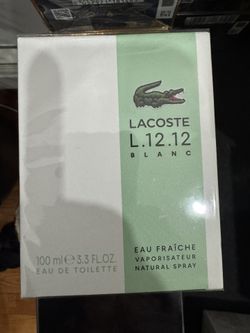 LACOSTE
L.12.12
BLANC
100 ml ℮ 3.3 FL.OZ.
EAU DE TOILETTE
EAU FRAÎCHE
VAPORISATEUR
NATURAL SPRAY